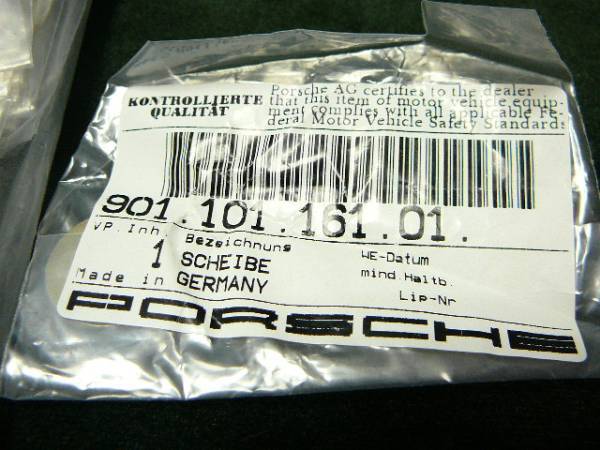 KONTROLLIERTE
QUALITÄT
Porsche AG certifies to the dealer
that this item of motor vehicle equip-
ment complies with all applicable Fe-
deral Motor Vehicle Safety Standards
901.101.161.01.
VP.Inh. Bezeichnung
1 SCHEIBE
Made in GERMANY
WE-Datum
mind.Haltb.
Lip-Nr
PORSCHE